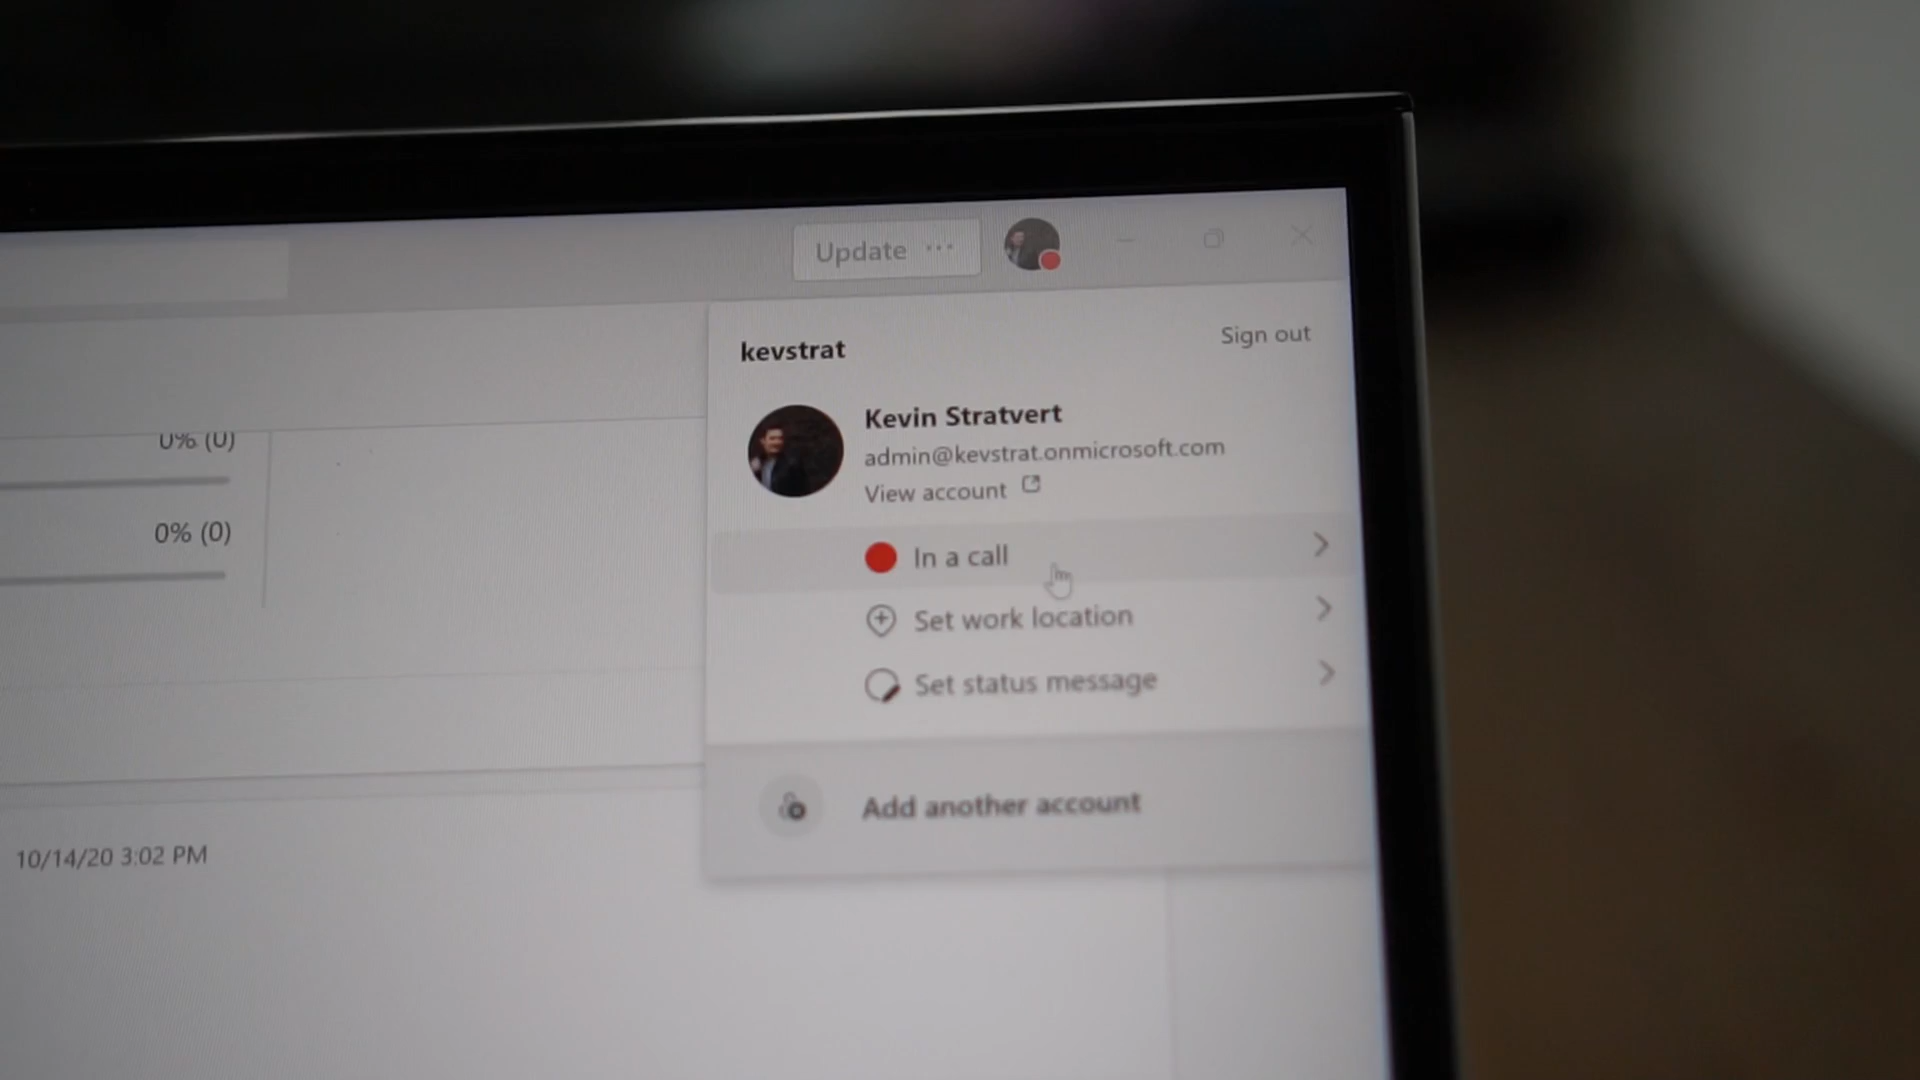 Update ...
kevstrat
Sign out
Kevin Stratvert
admin@kevstrat.onmicrosoft.com
View account
0% (0)
0% (0)
In a call
Set work location
Set status message
Add another account
10/14/20 3:02 PM